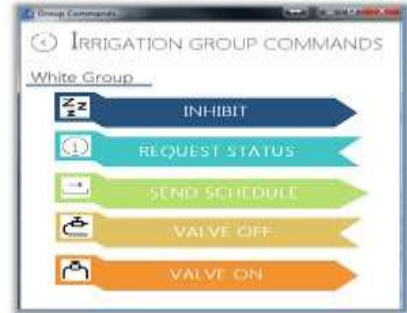 Group Commands
IRRIGATION GROUP COMMANDS
White Group
INHIBIT
REQUEST STATUS
SEND SCHEDULE
VALVE OFF
VALVE ON